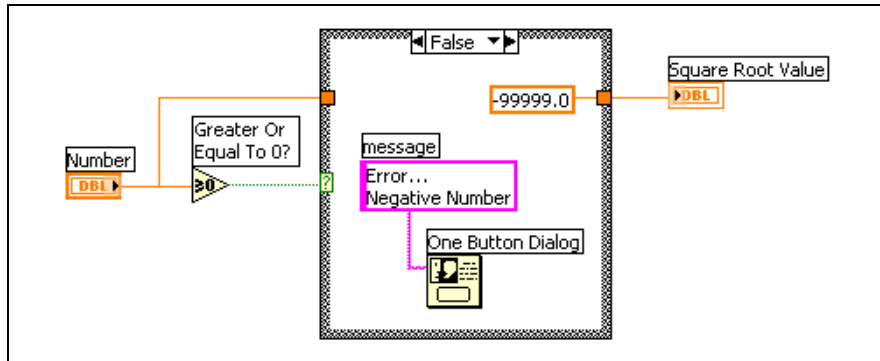 False
Square Root Value
-99999.0
DBL
Greater Or
Equal To 0?
message
Number
Error...
DBL
≥0
?
Negative Number
One Button Dialog